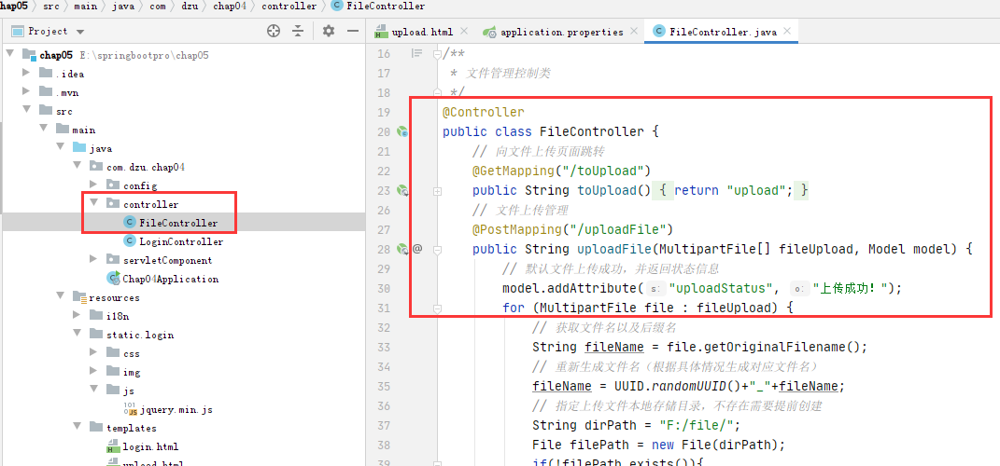 hap05 src main java com dzu chap04 controller FileController
Project
upload.html application.properties FileController.java
chap05 E:\springbootpro\chap05
.idea
.mvn
src
main
java
com.dzu.chap04
config
controller
FileController
LoginController
servletComponent
Chap04Application
resources
i18n
static.login
css
img
js
jquery.min.js
templates
login.html
upload.html
16 /**
17 * 文件管理控制类
18 */
19 @Controller
20 public class FileController {
21 // 向文件上传页面跳转
22 @GetMapping("/toUpload")
23 public String toUpload() { return "upload"; }
26 // 文件上传管理
27 @PostMapping("/uploadFile")
28 @ public String uploadFile(MultipartFile[] fileUpload, Model model) {
29 // 默认文件上传成功，并返回状态信息
30 model.addAttribute( s: "uploadStatus", o: "上传成功！");
31 for (MultipartFile file : fileUpload) {
32 // 获取文件名以及后缀名
33 String fileName = file.getOriginalFilename();
34 // 重新生成文件名（根据具体情况生成对应文件名）
35 fileName = UUID.randomUUID()+"_"+fileName;
36 // 指定上传文件本地存储目录，不存在需要提前创建
37 String dirPath = "F:/file/";
38 File filePath = new File(dirPath);
39 if(!filePath.exists()){